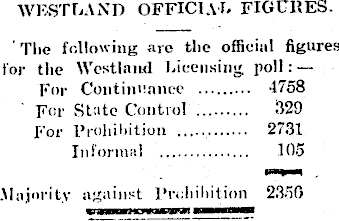 WESTLAND OFFICIAL FIGURES.
The following are the official figures
for the Westland Licensing poll:—
For Continuance ......... 4758
For State Control ......... 329
For Prohibition ............ 2731
Informal .............. 105
Majority against Prohibition 2356